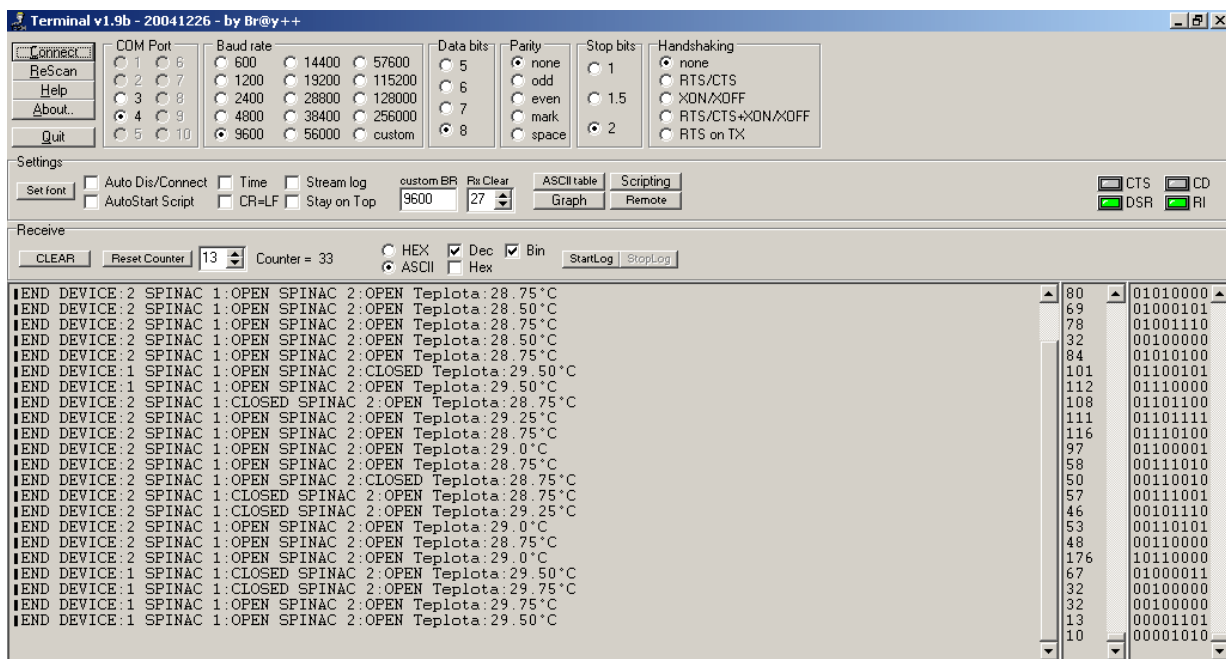 Terminal v1.9b - 20041226 - by Br@y++
Connect
ReScan
Help
About..
Quit
COM Port
1 6
2 7
3 8
4 9
5 10
Baud rate
600 14400 57600
1200 19200 115200
2400 28800 128000
4800 38400 256000
9600 56000 custom
Data bits
5
6
7
8
Parity
none
odd
even
mark
space
Stop bits
1
1.5
2
Handshaking
none
RTS/CTS
XON/XOFF
RTS/CTS+XON/XOFF
RTS on TX
Settings
Set font
Auto Dis/Connect Time Stream log
AutoStart Script CR=LF Stay on Top
custom BR Rx Clear
9600 27
ASCII table Scripting
Graph Remote
CTS CD
DSR RI
Receive
CLEAR Reset Counter 13 Counter = 33
HEX Dec Bin
ASCII Hex
StartLog StopLog
END DEVICE:2 SPINAC 1:OPEN SPINAC 2:OPEN Teplota:28.75°C
END DEVICE:2 SPINAC 1:OPEN SPINAC 2:OPEN Teplota:28.50°C
END DEVICE:2 SPINAC 1:OPEN SPINAC 2:OPEN Teplota:28.75°C
END DEVICE:2 SPINAC 1:OPEN SPINAC 2:OPEN Teplota:28.50°C
END DEVICE:2 SPINAC 1:OPEN SPINAC 2:OPEN Teplota:28.75°C
END DEVICE:1 SPINAC 1:OPEN SPINAC 2:CLOSED Teplota:29.50°C
END DEVICE:1 SPINAC 1:OPEN SPINAC 2:OPEN Teplota:29.50°C
END DEVICE:2 SPINAC 1:CLOSED SPINAC 2:OPEN Teplota:28.75°C
END DEVICE:1 SPINAC 1:OPEN SPINAC 2:OPEN Teplota:29.25°C
END DEVICE:2 SPINAC 1:OPEN SPINAC 2:OPEN Teplota:28.75°C
END DEVICE:2 SPINAC 1:OPEN SPINAC 2:OPEN Teplota:29.0°C
END DEVICE:2 SPINAC 1:OPEN SPINAC 2:OPEN Teplota:28.75°C
END DEVICE:2 SPINAC 1:OPEN SPINAC 2:CLOSED Teplota:28.75°C
END DEVICE:2 SPINAC 1:CLOSED SPINAC 2:OPEN Teplota:28.75°C
END DEVICE:2 SPINAC 1:CLOSED SPINAC 2:OPEN Teplota:29.25°C
END DEVICE:2 SPINAC 1:OPEN SPINAC 2:OPEN Teplota:29.0°C
END DEVICE:2 SPINAC 1:OPEN SPINAC 2:OPEN Teplota:28.75°C
END DEVICE:2 SPINAC 1:OPEN SPINAC 2:OPEN Teplota:29.0°C
END DEVICE:1 SPINAC 1:CLOSED SPINAC 2:OPEN Teplota:29.50°C
END DEVICE:1 SPINAC 1:CLOSED SPINAC 2:OPEN Teplota:29.75°C
END DEVICE:1 SPINAC 1:OPEN SPINAC 2:OPEN Teplota:29.75°C
END DEVICE:1 SPINAC 1:OPEN SPINAC 2:OPEN Teplota:29.50°C
80
69
78
32
84
101
112
108
111
116
97
58
50
57
46
53
48
176
67
32
32
13
10
01010000
01000101
01001110
00100000
01010100
01100101
01110000
01101100
01101111
01110100
01100001
00111010
00110010
00111001
00101110
00110101
00110000
10110000
01000011
00100000
00100000
00001101
00001010